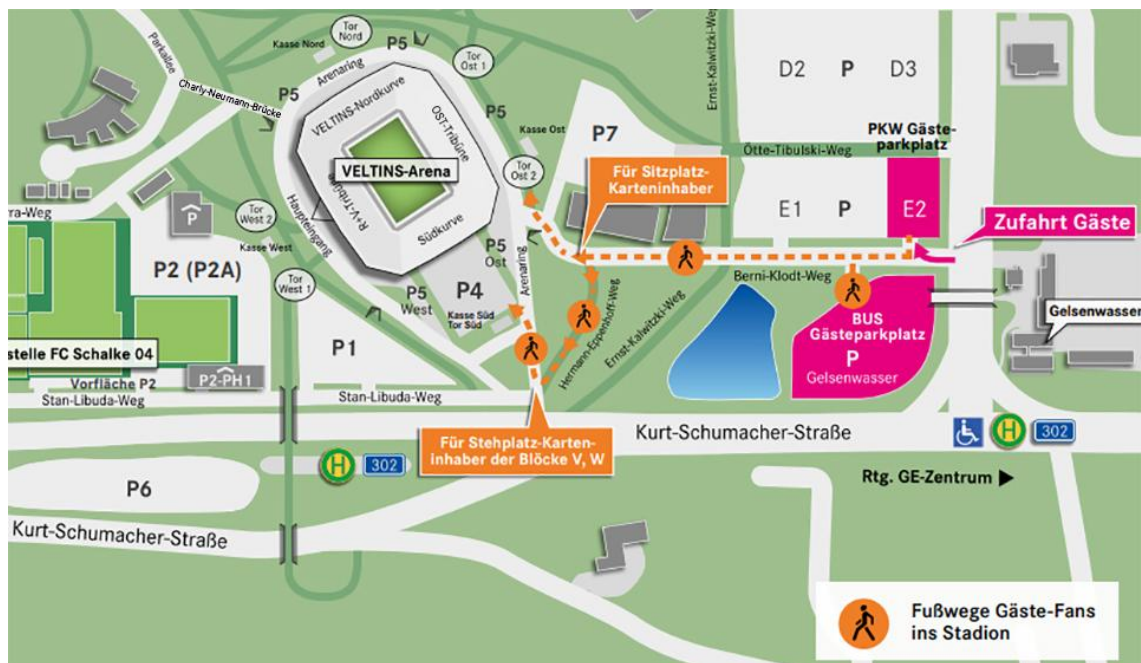 Tor
Nord
Kasse Nord
P5
Tor
Ost 1
Arenaring
Parkallee
Charly-Neumann-Brücke
P5
VELTINS-Nordkurve
OST-Tribüne
P5
Kasse Ost
P7
Ernst-Kalwitzki-Weg
Ernst-Kalwitzki-Weg
D2
P
D3
PKW Gäste-
parkplatz
Ötte-Tibulski-Weg
VELTINS-Arena
Tor
Ost 2
Für Sitzplatz-
Karteninhaber
E1
P
E2
Zufahrt Gäste
rra-Weg
P
Tor
West 2
Kasse West
Haupteingang
R+V-Tribüne
Südkurve
P5
Ost
Arenaring
P2 (P2A)
Tor
West 1
P5
West
P4
Kasse Süd
Tor Süd
Hermann-Eppenhoff-Weg
Ernst-Kalwitzki-Weg
Berni-Klodt-Weg
BUS
Gästeparkplatz
P
Gelsenwasser
Gelsenwasser
stelle FC Schalke 04
P1
Vorfläche P2
P2-PH1
Stan-Libuda-Weg
Stan-Libuda-Weg
Für Stehplatz-Karten-
inhaber der Blöcke V, W
Kurt-Schumacher-Straße
H
302
H
302
Rtg. GE-Zentrum
P6
Kurt-Schumacher-Straße
Fußwege Gäste-Fans
ins Stadion